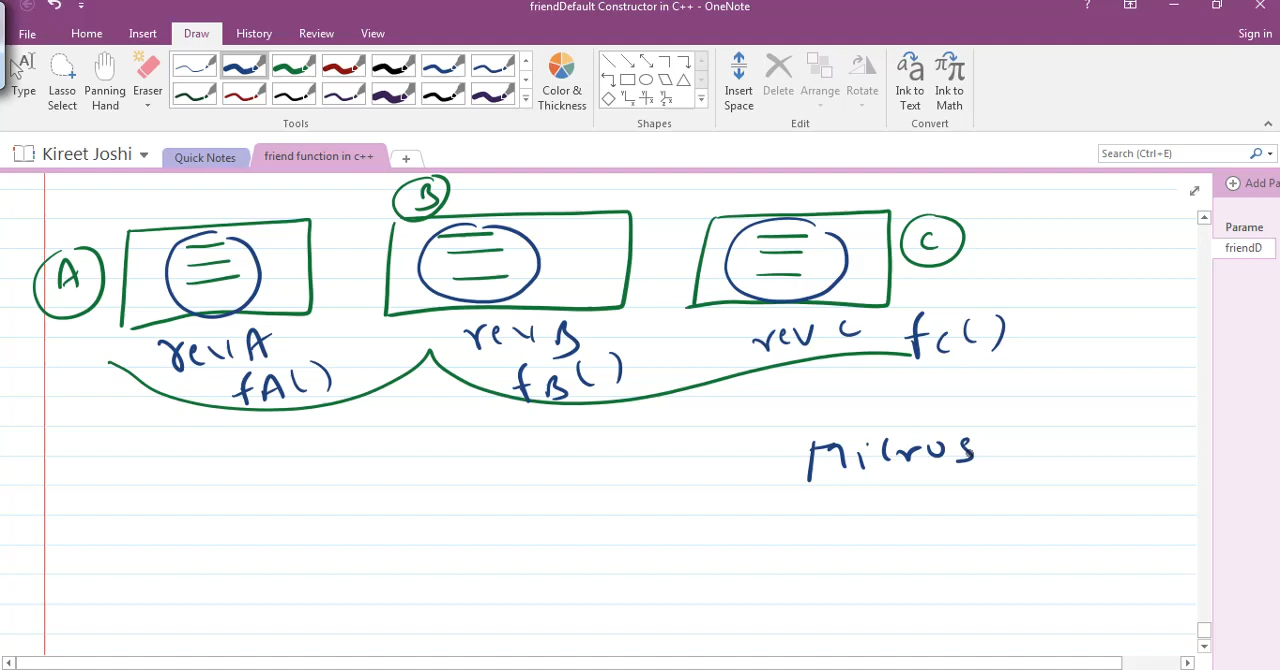 friendDefault Constructor in C++ - OneNote
?
File Home Insert Draw History Review View
Sign in
Type
Lasso Select
Panning Hand
Eraser
Color & Thickness
Insert Space
Delete
Arrange
Rotate
Ink to Text
Ink to Math
Tools
Shapes
Edit
Convert
Kireet Joshi
Quick Notes
friend function in c++
+
Search (Ctrl+E)
Add Pa
Parame
friendD
A
B
C
revA
revB
rev C
fA()
fB()
fC()
Micros